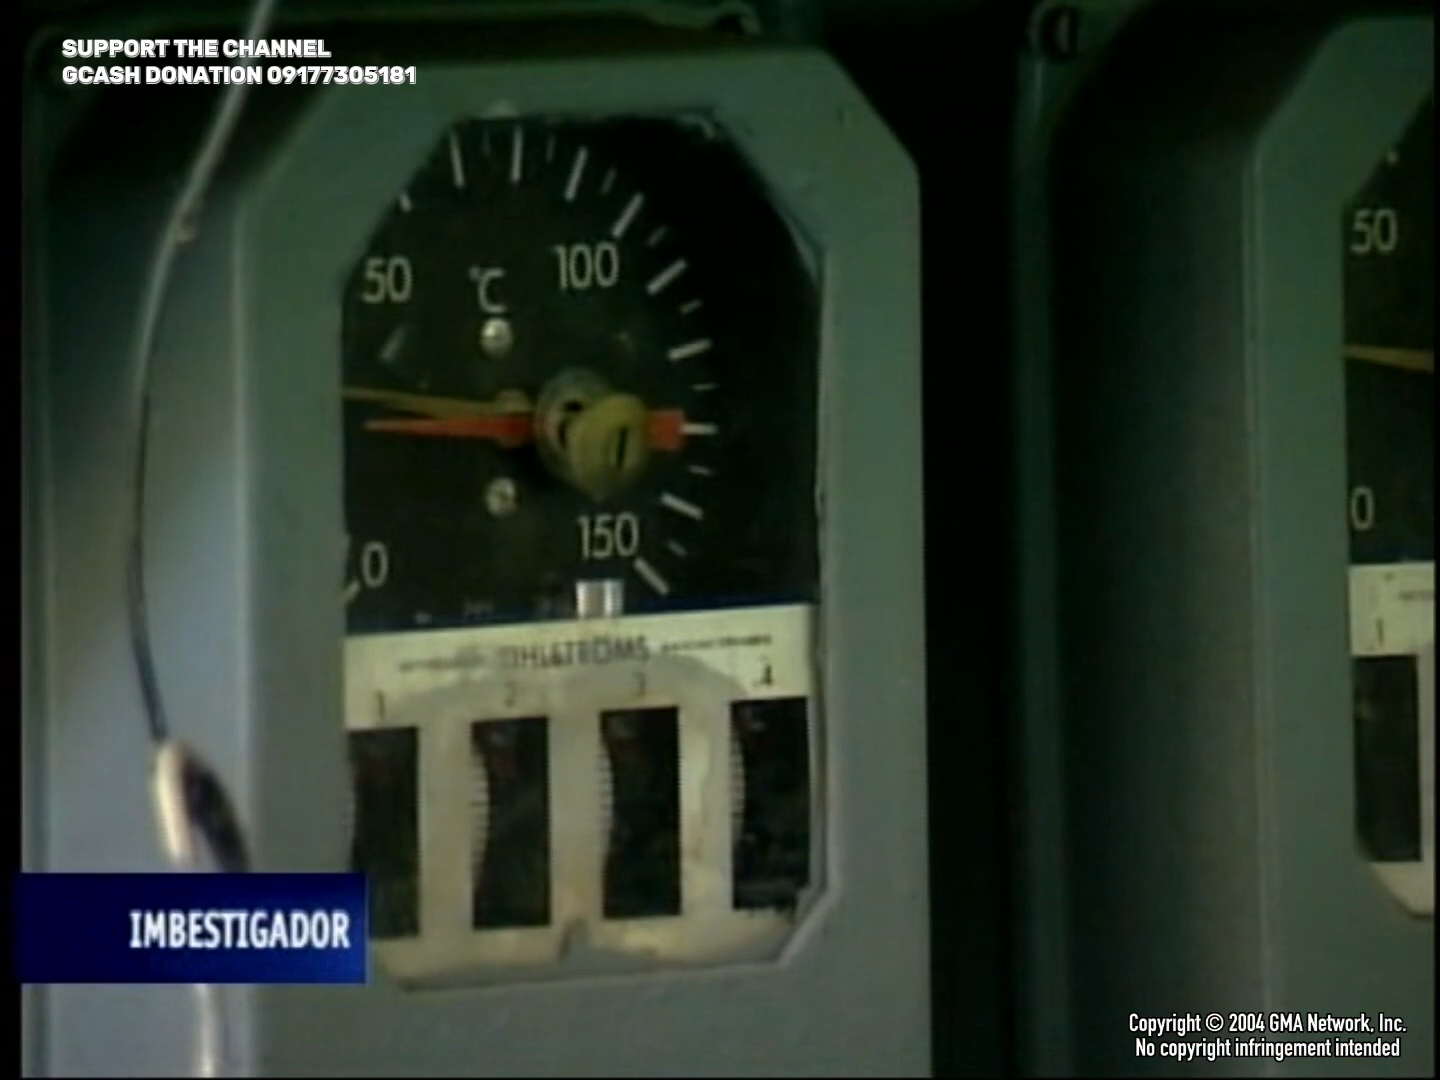 SUPPORT THE CHANNEL
GCASH DONATION 09177305181
50
°C
100
50
0
150
0
1
2
3
4
1
IMBESTIGADOR
Copyright © 2004 GMA Network, Inc.
No copyright infringement intended